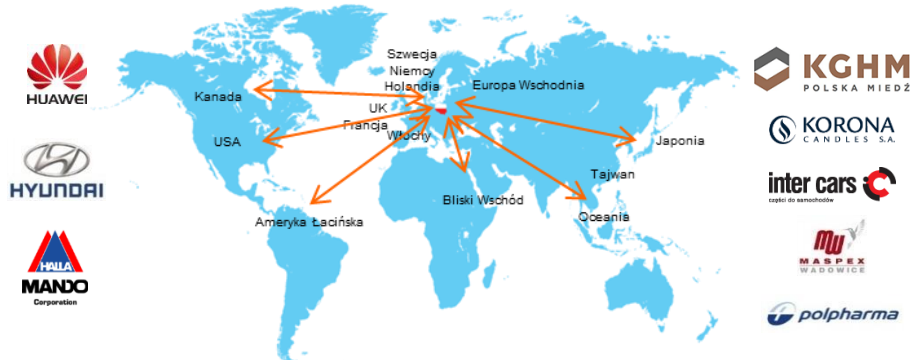 HUAWEI
HYUNDAI
HALLA
MANDO
Corporation
Szwecja
Niemcy
Holandia
Europa Wschodnia
Kanada
UK
Francja
Włochy
USA
Japonia
Tajwan
Bliski Wschód
Oceania
Ameryka Łacińska
KGHM
POLSKA MIEDŹ
KORONA
CANDLES S.A.
inter cars
części do samochodów
MW
MASPEX
WADOWICE
polpharma